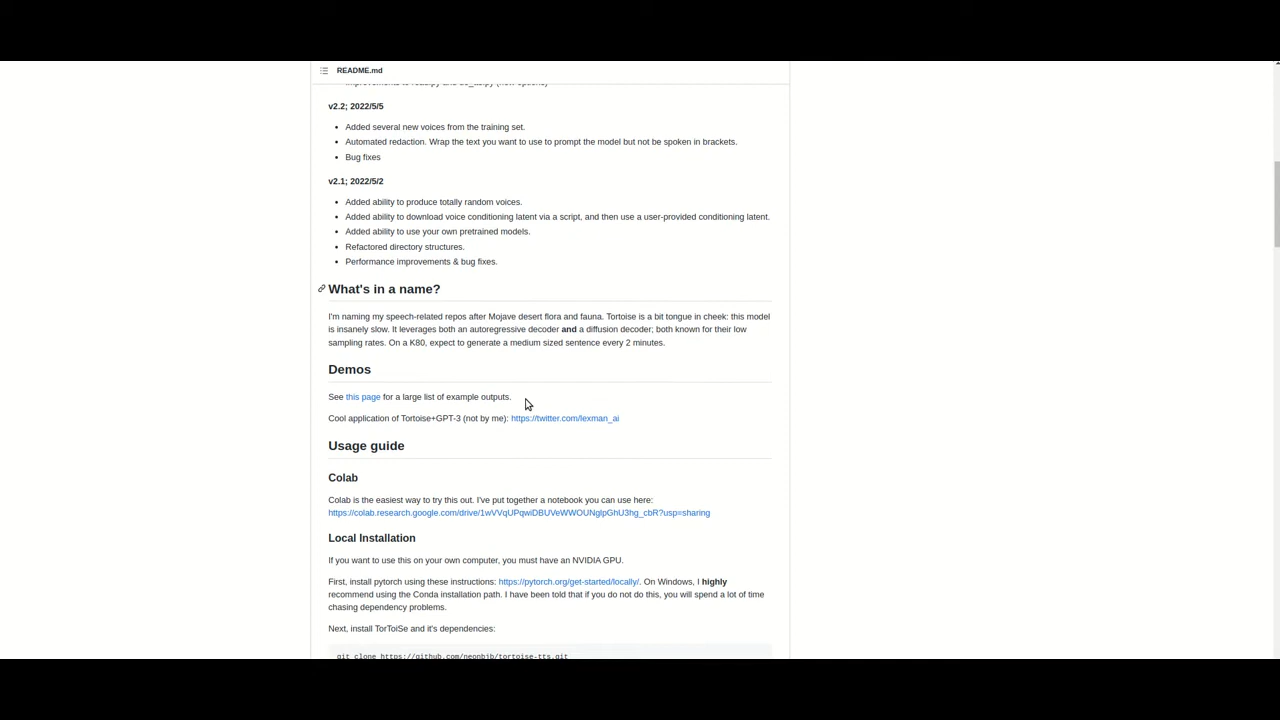 README.md
v2.2; 2022/5/5
Added several new voices from the training set.
Automated redaction. Wrap the text you want to use to prompt the model but not be spoken in brackets.
Bug fixes
v2.1; 2022/5/2
Added ability to produce totally random voices.
Added ability to download voice conditioning latent via a script, and then use a user-provided conditioning latent.
Added ability to use your own pretrained models.
Refactored directory structures.
Performance improvements & bug fixes.
What's in a name?
I'm naming my speech-related repos after Mojave desert flora and fauna. Tortoise is a bit tongue in cheek: this model
is insanely slow. It leverages both an autoregressive decoder and a diffusion decoder; both known for their low
sampling rates. On a K80, expect to generate a medium sized sentence every 2 minutes.
Demos
See this page for a large list of example outputs.
Cool application of Tortoise+GPT-3 (not by me): https://twitter.com/lexman_ai
Usage guide
Colab
Colab is the easiest way to try this out. I've put together a notebook you can use here:
https://colab.research.google.com/drive/1wVVqUPqwiDBUVeWWOUNglpGhU3hg_cbR?usp=sharing
Local Installation
If you want to use this on your own computer, you must have an NVIDIA GPU.
First, install pytorch using these instructions: https://pytorch.org/get-started/locally/. On Windows, I highly
recommend using the Conda installation path. I have been told that if you do not do this, you will spend a lot of time
chasing dependency problems.
Next, install TorToiSe and it's dependencies:
git clone https://github.com/neonbjb/tortoise-tts.git